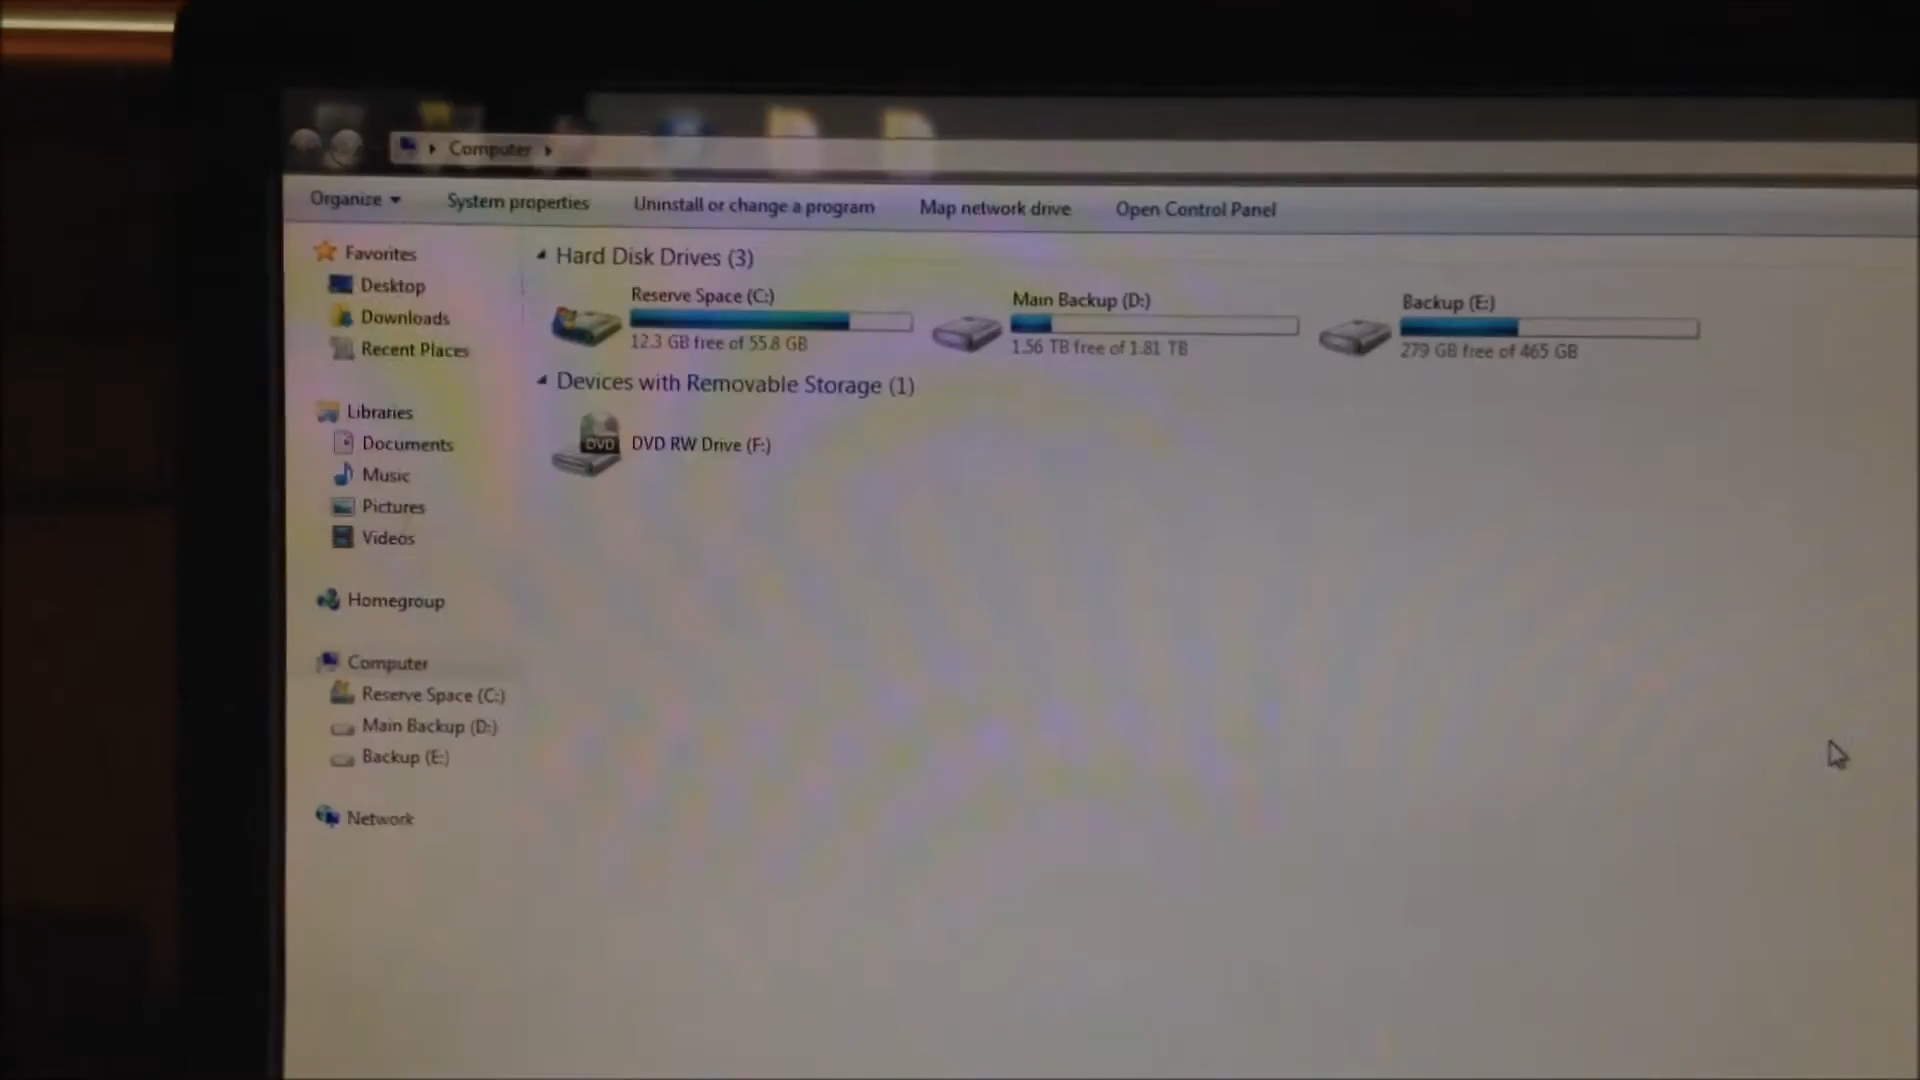 Computer
Organize
System properties
Uninstall or change a program
Map network drive
Open Control Panel
Favorites
Desktop
Downloads
Recent Places
Libraries
Documents
Music
Pictures
Videos
Homegroup
Computer
Reserve Space (C:)
Main Backup (D:)
Backup (E:)
Network
Hard Disk Drives (3)
Reserve Space (C:)
12.3 GB free of 55.8 GB
Main Backup (D:)
1.56 TB free of 1.81 TB
Backup (E:)
279 GB free of 465 GB
Devices with Removable Storage (1)
DVD
DVD RW Drive (F:)